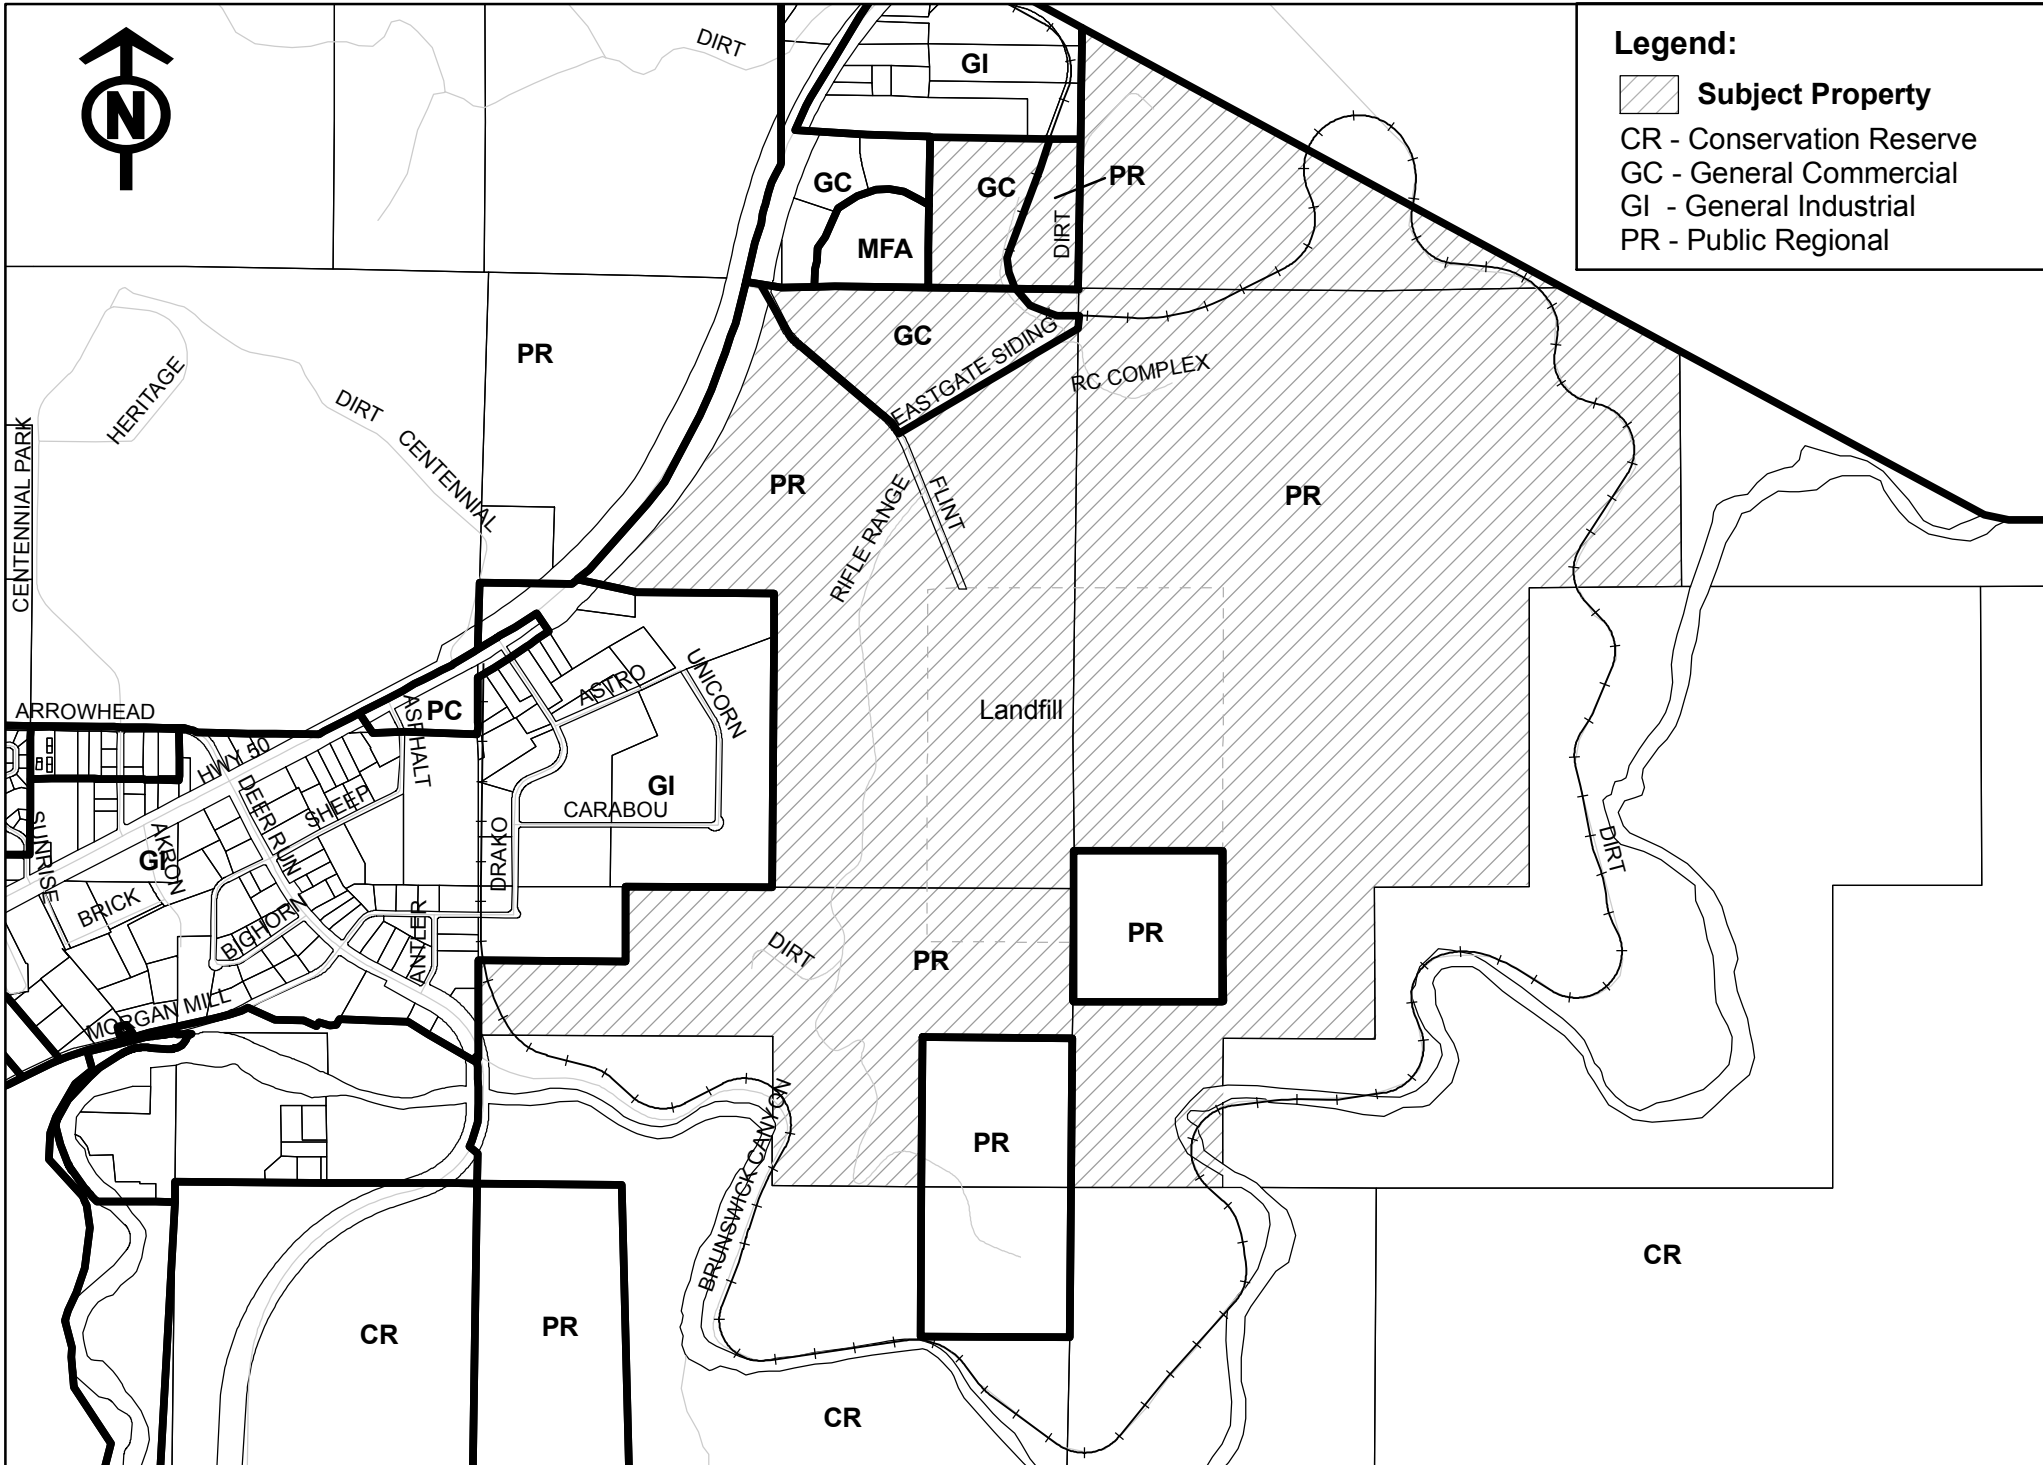 Legend:
Subject Property
CR - Conservation Reserve
GC - General Commercial
GI - General Industrial
PR - Public Regional
N
DIRT
GI
GC
GC
PR
MFA
DIRT
PR
GC
EASTGATE SIDING
RC COMPLEX
HERITAGE
DIRT
CENTENNIAL
CENTENNIAL PARK
PR
PR
RIFLE RANGE
FLINT
ARROWHEAD
PC
ASPHALT
ASTRO
UNICORN
Landfill
HWY 50
DEER RUN
SHEEP
GI
CARABOU
DRAKO
SUNRISE
GI
AKRON
BRICK
BIGHORN
ANTLER
DIRT
PR
PR
DIRT
MORGAN MILL
BRUNSWICK CANYON
PR
CR
CR
PR
CR